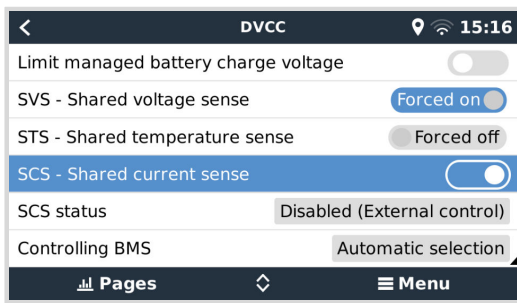 DVCC 15:16
Limit managed battery charge voltage
SVS - Shared voltage sense Forced on
STS - Shared temperature sense Forced off
SCS - Shared current sense
SCS status Disabled (External control)
Controlling BMS Automatic selection
Pages Menu